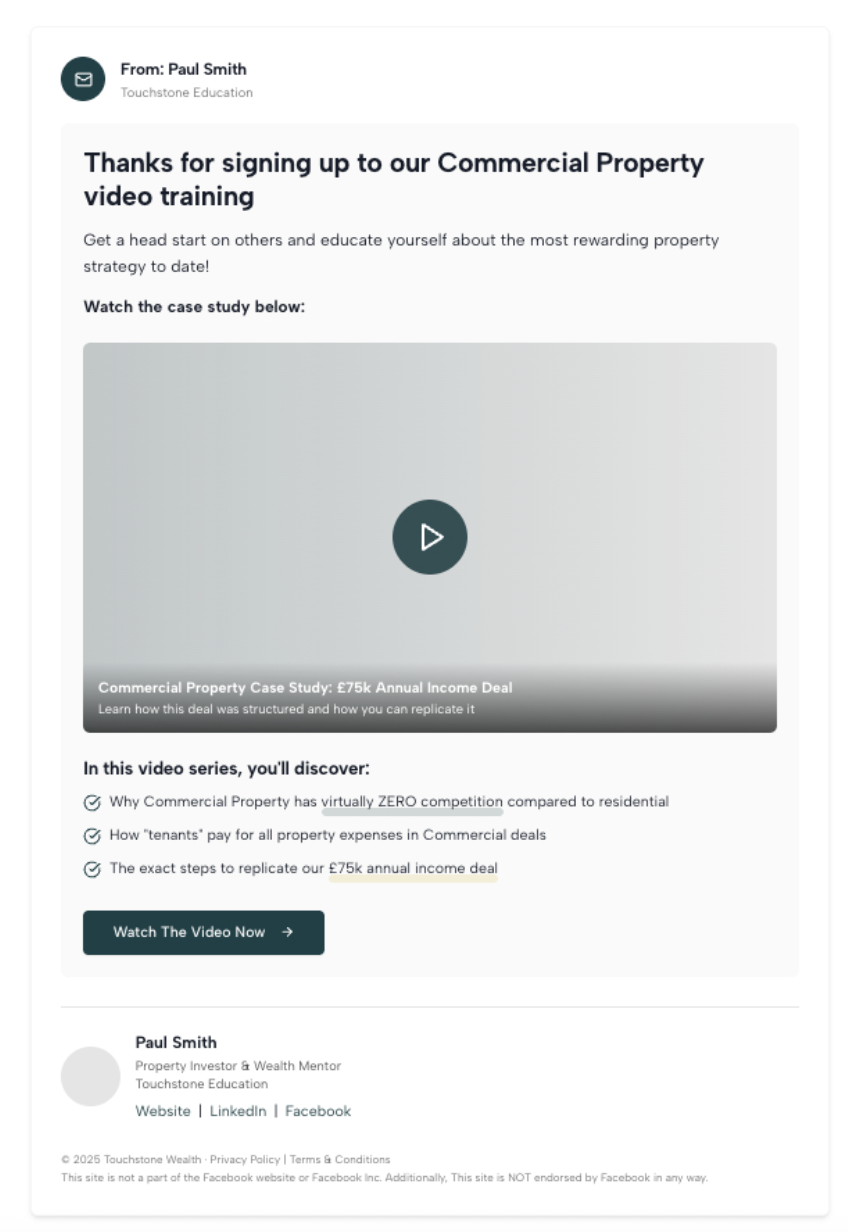 From: Paul Smith
Touchstone Education
Thanks for signing up to our Commercial Property
video training
Get a head start on others and educate yourself about the most rewarding property
strategy to date!
Watch the case study below:
Commercial Property Case Study: £75k Annual Income Deal
Learn how this deal was structured and how you can replicate it
In this video series, you'll discover:
Why Commercial Property has virtually ZERO competition compared to residential
How "tenants" pay for all property expenses in Commercial deals
The exact steps to replicate our £75k annual income deal
Watch The Video Now →
Paul Smith
Property Investor & Wealth Mentor
Touchstone Education
Website | LinkedIn | Facebook
© 2025 Touchstone Wealth · Privacy Policy | Terms & Conditions
This site is not a part of the Facebook website or Facebook Inc. Additionally, This site is NOT endorsed by Facebook in any way.